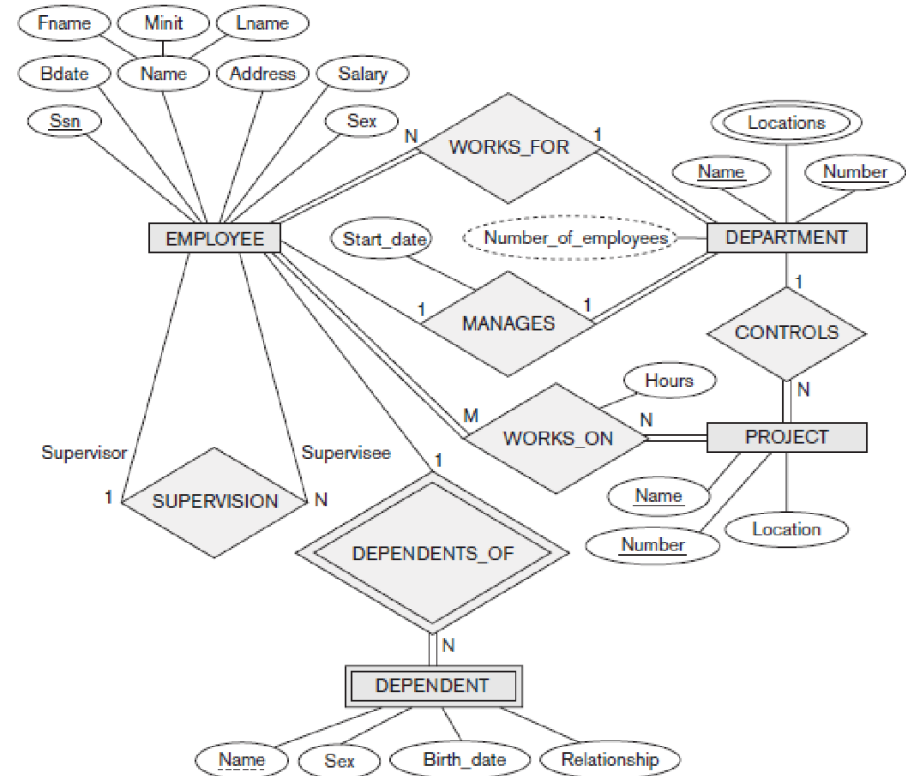 Fname
Minit
Lname
Bdate
Name
Address
Salary
Ssn
Sex
N
WORKS_FOR
1
Locations
Name
Number
EMPLOYEE
Start_date
Number_of_employees
DEPARTMENT
1
MANAGES
1
1
CONTROLS
N
Hours
M
WORKS_ON
N
PROJECT
Supervisor
Supervisee
1
SUPERVISION
N
1
Name
Number
Location
DEPENDENTS_OF
N
DEPENDENT
Name
Sex
Birth_date
Relationship